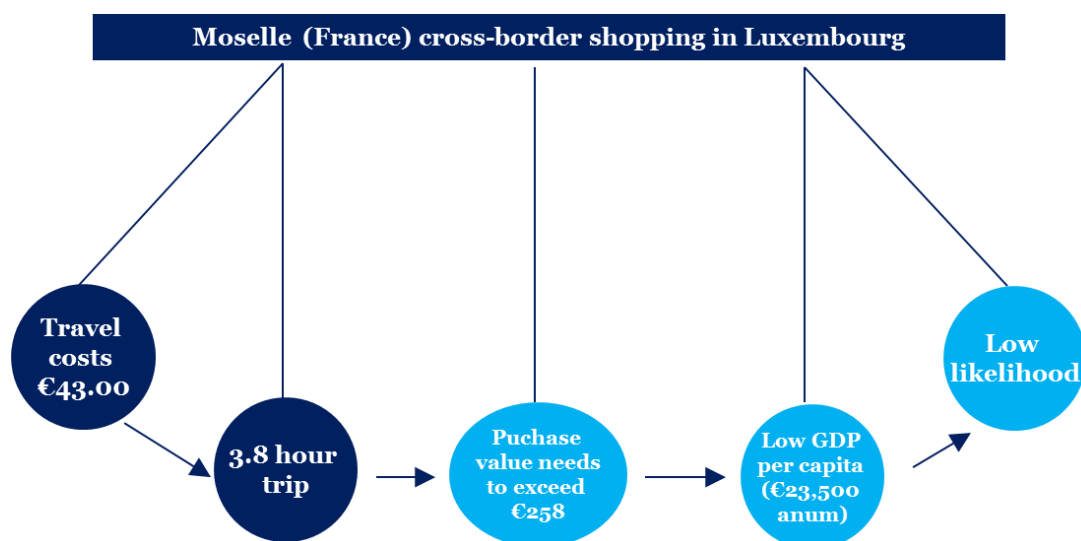 Moselle (France) cross-border shopping in Luxembourg
Travel
costs
€43.00
3.8 hour
trip
Puchase
value needs
to exceed
€258
Low GDP
per capita
(€23,500
anum)
Low
likelihood